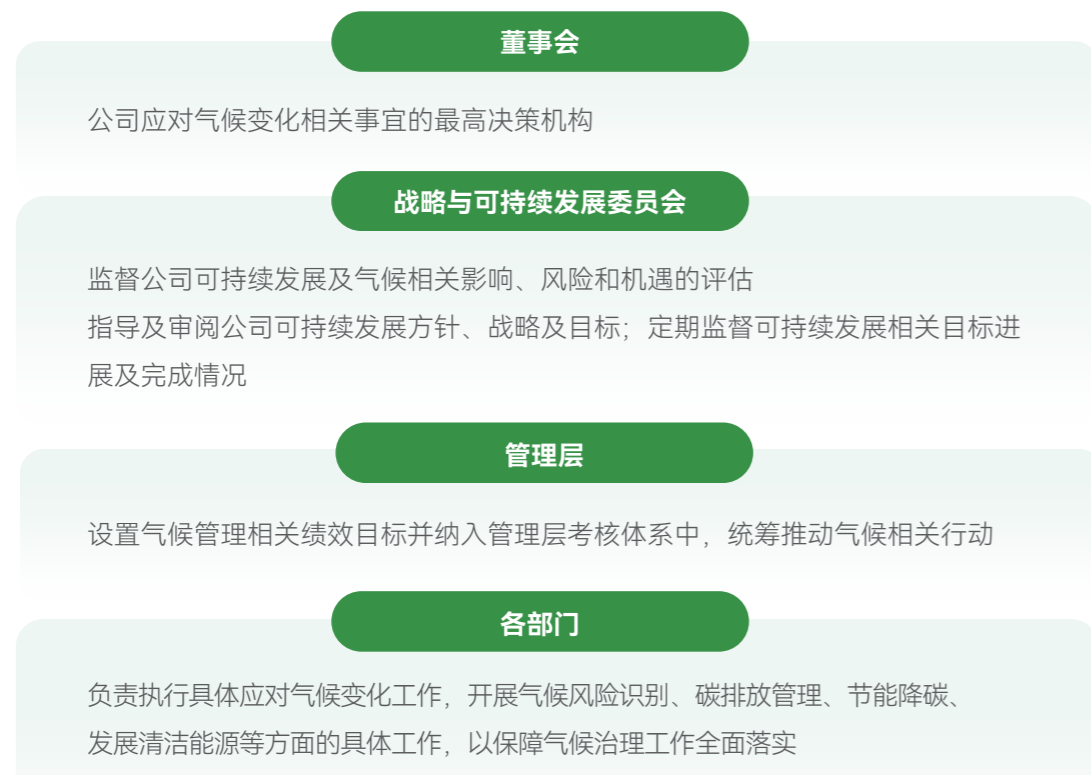 董事会
公司应对气候变化相关事宜的最高决策机构
战略与可持续发展委员会
监督公司可持续发展及气候相关影响、风险和机遇的评估
指导及审阅公司可持续发展方针、战略及目标；定期监督可持续发展相关目标进
展及完成情况
管理层
设置气候管理相关绩效目标并纳入管理层考核体系中，统筹推动气候相关行动
各部门
负责执行具体应对气候变化工作，开展气候风险识别、碳排放管理、节能降碳、
发展清洁能源等方面的具体工作，以保障气候治理工作全面落实